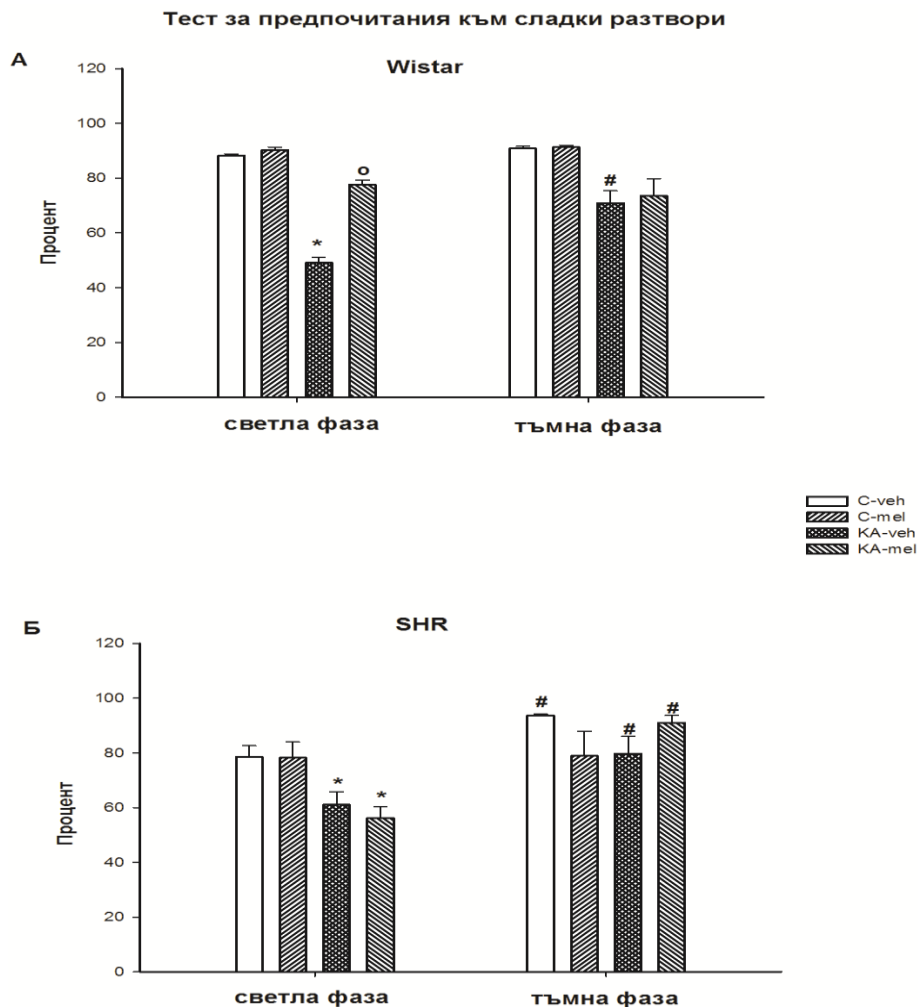 Тест за предпочитания към сладки разтвори
А
Wistar
120
100
80
60
40
20
0
Процент
*
o
#
светла фаза
тъмна фаза
C-veh
C-mel
KA-veh
KA-mel
Б
SHR
120
100
80
60
40
20
0
Процент
*
*
#
#
#
светла фаза
тъмна фаза